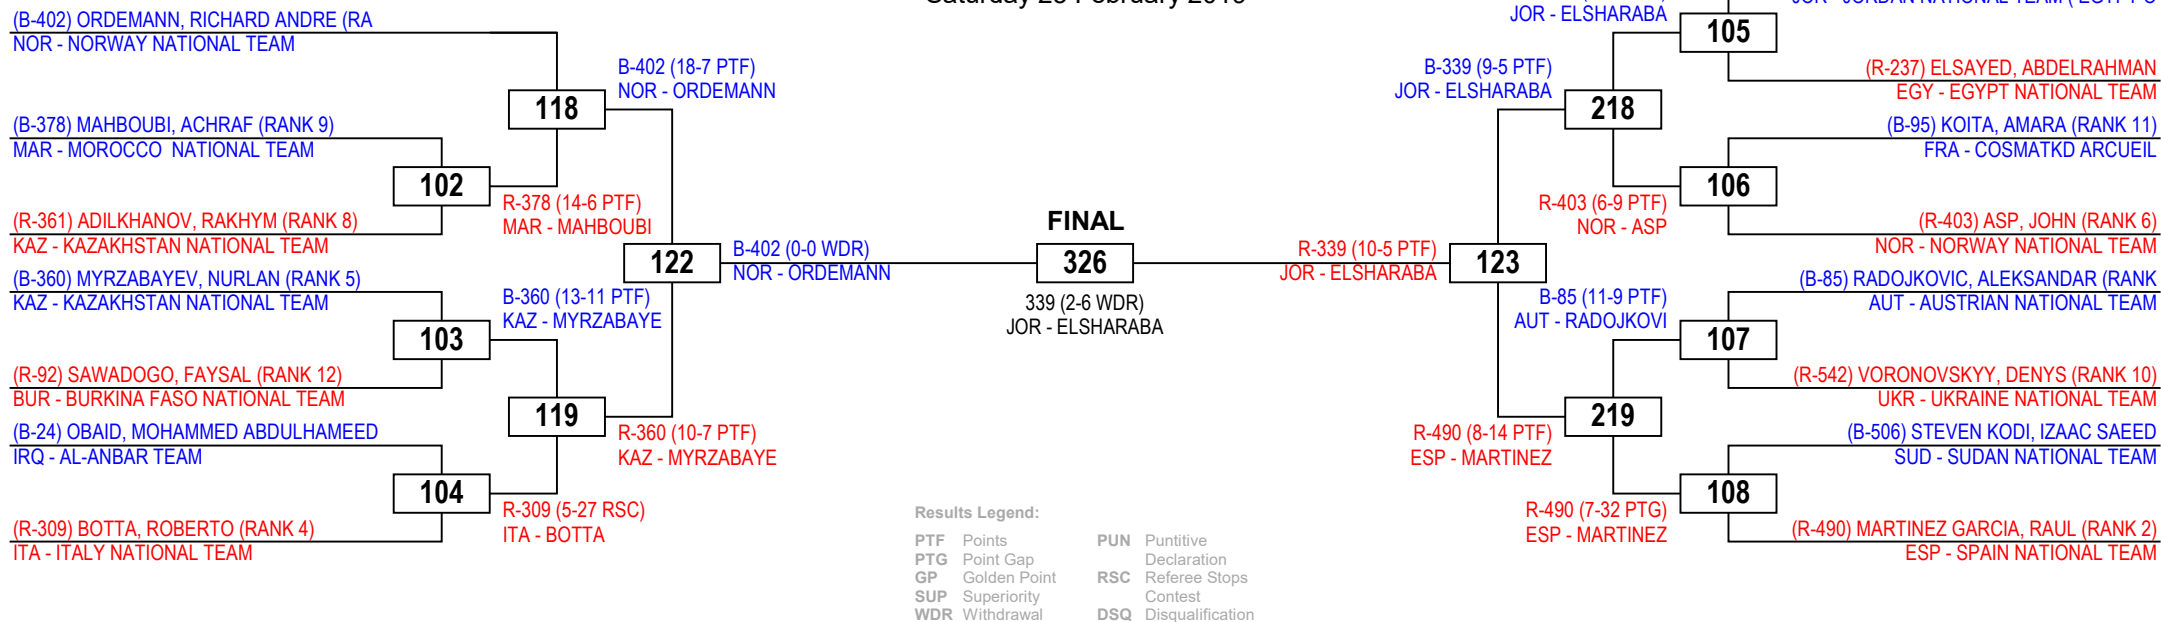 (B-402) ORDEMANN, RICHARD ANDRE (RA
NOR - NORWAY NATIONAL TEAM
118
B-402 (18-7 PTF)
NOR - ORDEMANN
(B-378) MAHBOUBI, ACHRAF (RANK 9)
MAR - MOROCCO  NATIONAL TEAM
102
R-378 (14-6 PTF)
MAR - MAHBOUBI
(R-361) ADILKHANOV, RAKHYM (RANK 8)
KAZ - KAZAKHSTAN NATIONAL TEAM
122
B-402 (0-0 WDR)
NOR - ORDEMANN
(B-360) MYRZABAYEV, NURLAN (RANK 5)
KAZ - KAZAKHSTAN NATIONAL TEAM
B-360 (13-11 PTF)
KAZ - MYRZABAYE
103
(R-92) SAWADOGO, FAYSAL (RANK 12)
BUR - BURKINA FASO NATIONAL TEAM
119
R-360 (10-7 PTF)
KAZ - MYRZABAYE
(B-24) OBAID, MOHAMMED ABDULHAMEED
IRQ - AL-ANBAR TEAM
104
R-309 (5-27 RSC)
ITA - BOTTA
(R-309) BOTTA, ROBERTO (RANK 4)
ITA - ITALY NATIONAL TEAM
FINAL
326
339 (2-6 WDR)
JOR - ELSHARABA
JOR - ELSHARABA
105
B-339 (9-5 PTF)
JOR - ELSHARABA
(R-237) ELSAYED, ABDELRAHMAN
EGY - EGYPT NATIONAL TEAM
218
(B-95) KOITA, AMARA (RANK 11)
FRA - COSMATKD ARCUEIL
106
R-403 (6-9 PTF)
NOR - ASP
(R-403) ASP, JOHN (RANK 6)
NOR - NORWAY NATIONAL TEAM
R-339 (10-5 PTF)
JOR - ELSHARABA
123
(B-85) RADOJKOVIC, ALEKSANDAR (RANK
AUT - AUSTRIAN NATIONAL TEAM
B-85 (11-9 PTF)
AUT - RADOJKOVI
107
(R-542) VORONOVSKYY, DENYS (RANK 10)
UKR - UKRAINE NATIONAL TEAM
219
R-490 (8-14 PTF)
ESP - MARTINEZ
(B-506) STEVEN KODI, IZAAC SAEED
SUD - SUDAN NATIONAL TEAM
108
R-490 (7-32 PTG)
ESP - MARTINEZ
(R-490) MARTINEZ GARCIA, RAUL (RANK 2)
ESP - SPAIN NATIONAL TEAM
Results Legend:
PTF Points
PTG Point Gap
GP Golden Point
SUP Superiority
WDR Withdrawal
PUN Puntitive
Declaration
RSC Referee Stops
Contest
DSQ Disqualification